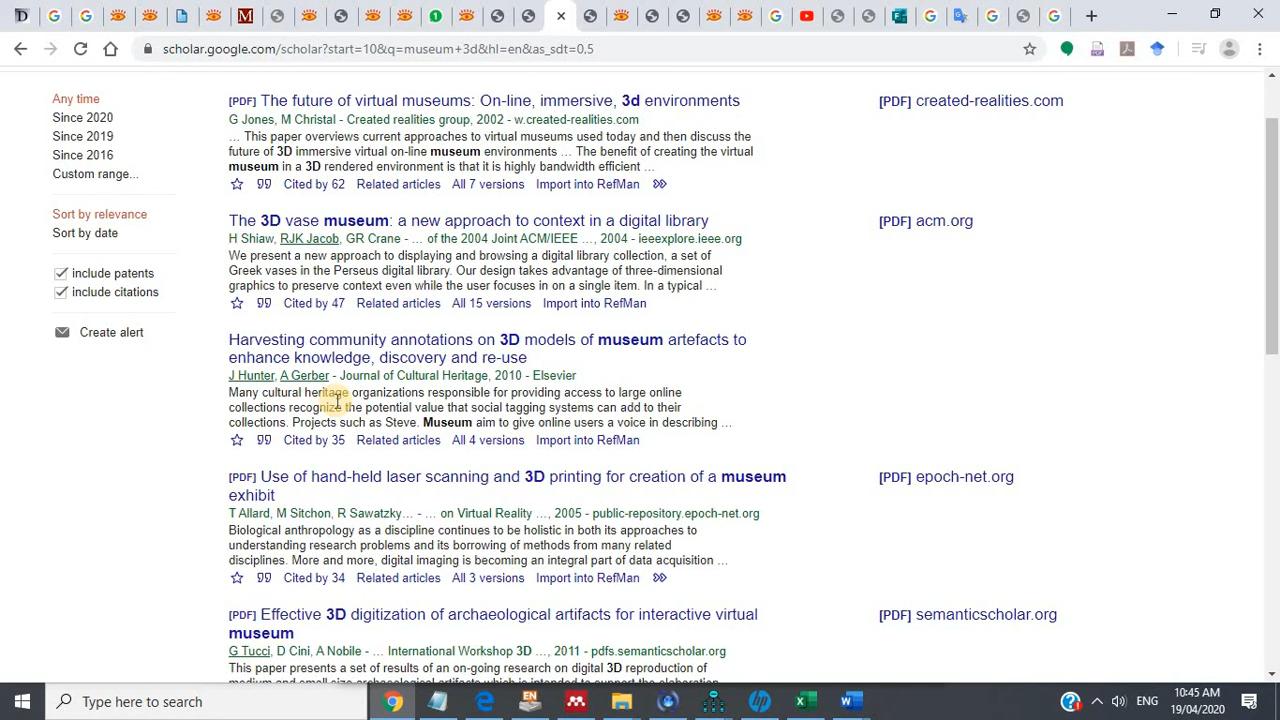 scholar.google.com/scholar?start=10&q=museum+3d&hl=en&as_sdt=0,5
Any time
Since 2020
Since 2019
Since 2016
Custom range...
Sort by relevance
Sort by date
include patents
include citations
Create alert
[PDF] The future of virtual museums: On-line, immersive, 3d environments
G Jones, M Christal - Created realities group, 2002 - w.created-realities.com
... This paper overviews current approaches to virtual museums used today and then discuss the
future of 3D immersive virtual on-line museum environments ... The benefit of creating the virtual
museum in a 3D rendered environment is that it is highly bandwidth efficient ...
Cited by 62 Related articles All 7 versions Import into RefMan
[PDF] created-realities.com
The 3D vase museum: a new approach to context in a digital library
H Shiaw, RJK Jacob, GR Crane - ... of the 2004 Joint ACM/IEEE ..., 2004 - ieeexplore.ieee.org
We present a new approach to displaying and browsing a digital library collection, a set of
Greek vases in the Perseus digital library. Our design takes advantage of three-dimensional
graphics to preserve context even while the user focuses in on a single item. In a typical ...
Cited by 47 Related articles All 15 versions Import into RefMan
[PDF] acm.org
Harvesting community annotations on 3D models of museum artefacts to
enhance knowledge, discovery and re-use
J Hunter, A Gerber - Journal of Cultural Heritage, 2010 - Elsevier
Many cultural heritage organizations responsible for providing access to large online
collections recognize the potential value that social tagging systems can add to their
collections. Projects such as Steve. Museum aim to give online users a voice in describing ...
Cited by 35 Related articles All 4 versions Import into RefMan
[PDF] Use of hand-held laser scanning and 3D printing for creation of a museum
exhibit
T Allard, M Sitchon, R Sawatzky... - ... on Virtual Reality ..., 2005 - public-repository.epoch-net.org
Biological anthropology as a discipline continues to be holistic in both its approaches to
understanding research problems and its borrowing of methods from many related
disciplines. More and more, digital imaging is becoming an integral part of data acquisition ...
Cited by 34 Related articles All 3 versions Import into RefMan
[PDF] epoch-net.org
[PDF] Effective 3D digitization of archaeological artifacts for interactive virtual
museum
G Tucci, D Cini, A Nobile - ... International Workshop 3D ..., 2011 - pdfs.semanticscholar.org
This paper presents a set of results of an on-going research on digital 3D reproduction of
medium and small size archaeological artifacts which is intended to support the elaboration
[PDF] semanticscholar.org
Type here to search
ENG
10:45 AM
19/04/2020